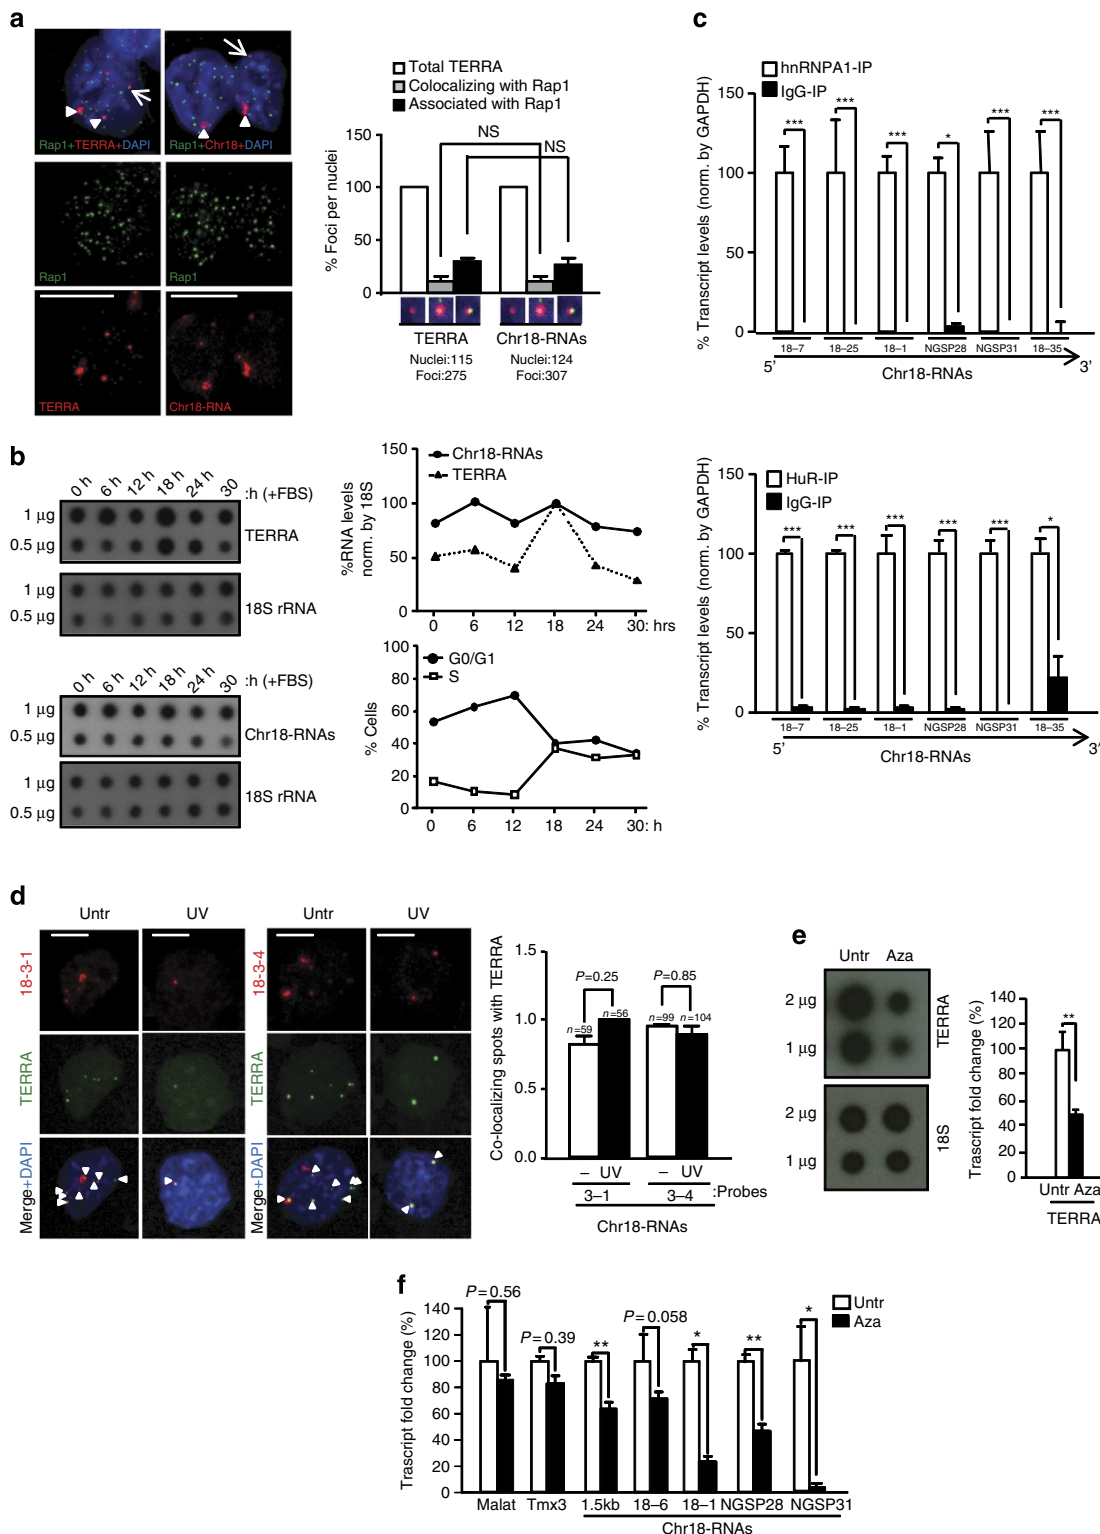 a
Rap1+TERRA+DAPI
Rap1+Chr18+DAPI
Rap1
Rap1
TERRA
Chr18-RNA
Total TERRA
Colocalizing with Rap1
Associated with Rap1
% Foci per nuclei
150
100
50
0
NS
NS
TERRA
Chr18-RNAs
Nuclei:115
Nuclei:124
Foci:275
Foci:307
c
hnRNPA1-IP
IgG-IP
% Transcript levels (norm. by GAPDH)
150
100
50
0
***
***
***
*
***
***
18–7
18–25
18–1
NGSP28
NGSP31
18–35
5'
3'
Chr18-RNAs
HuR-IP
IgG-IP
% Transcript levels (norm. by GAPDH)
150
100
50
0
***
***
***
***
***
*
18–7
18–25
18–1
NGSP28
NGSP31
18–35
5'
3'
Chr18-RNAs
b
0 h
6 h
12 h
18 h
24 h
30
:h (+FBS)
1 µg
0.5 µg
TERRA
1 µg
0.5 µg
18S rRNA
0 h
6 h
12 h
18 h
24 h
30
:h (+FBS)
1 µg
0.5 µg
Chr18-RNAs
1 µg
0.5 µg
18S rRNA
Chr18-RNAs
TERRA
%RNA levels
norm. by 18S
150
100
50
0
0
6
12
18
24
30: hrs
G0/G1
S
% Cells
100
80
60
40
20
0
0
6
12
18
24
30: h
d
Untr
UV
Untr
UV
18-3-1
TERRA
Merge+DAPI
18-3-4
TERRA
Merge+DAPI
Co-localizing spots with TERRA
1.5
1.0
0.5
0.0
P=0.25
P=0.85
n=59
n=56
n=99
n=104
–
UV
–
UV
3–1
3–4
:Probes
Chr18-RNAs
e
Untr
Aza
2 µg
1 µg
TERRA
2 µg
1 µg
18S
Trascript fold change (%)
140
120
100
80
60
40
20
0
**
Untr Aza
TERRA
f
Trascript fold change (%)
140
120
100
80
60
40
20
0
P = 0.56
P = 0.39
**
P = 0.058
*
**
*
Untr
Aza
Malat
Tmx3
1.5kb
18–6
18–1
NGSP28
NGSP31
Chr18-RNAs